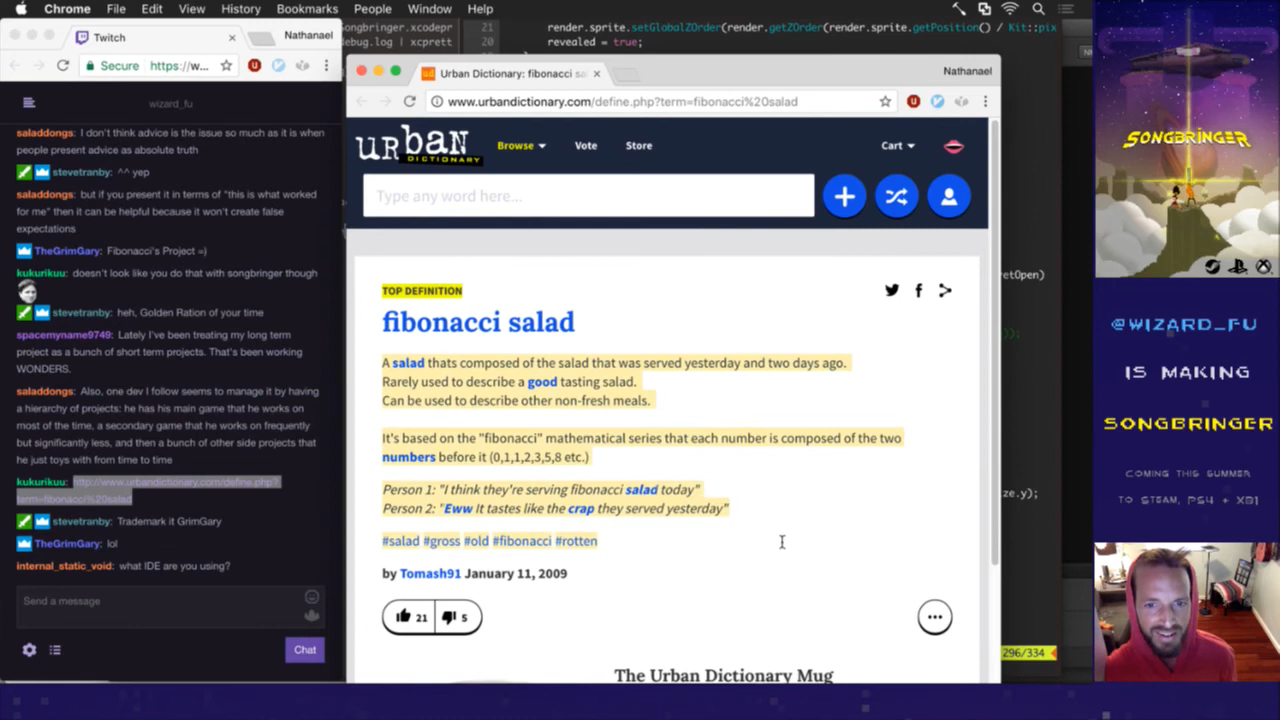 Chrome File Edit View History Bookmarks People Window Help
Twitch
Nathanael
Secure https://w...
wizard_fu
saladdongs: I don't think advice is the issue so much as it is when
people present advice as absolute truth
stevetranby: ^^ yep
saladdongs: but if you present it in terms of "this is what worked
for me" then it can be helpful because it won't create false
expectations
TheGrimGary: Fibonacci's Project =)
kukurikuu: doesn't look like you do that with songbringer though
stevetranby: heh, Golden Ration of your time
spacemyname9749: Lately I've been treating my long term
project as a bunch of short term projects. That's been working
WONDERS.
saladdongs: Also, one dev I follow seems to manage it by having
a hierarchy of projects: he has his main game that he works on
most of the time, a secondary game that he works on frequently
but significantly less, and then a bunch of other side projects that
he just toys with from time to time
kukurikuu: http://www.urbandictionary.com/define.php?
term=fibonacci%20salad
stevetranby: Trademark it GrimGary
TheGrimGary: lol
internal_static_void: what IDE are you using?
Send a message
Chat
songbringer.xcodepr
debug.log | xcprett
21 render.sprite.setGlobalZOrder(render.getZOrder(render.sprite.getPosition() / Kit::pix
20 revealed = true;
Urban Dictionary: fibonacci sa
Nathanael
www.urbandictionary.com/define.php?term=fibonacci%20salad
urban
DICTIONARY
Browse Vote Store
Cart
Type any word here...
TOP DEFINITION
fibonacci salad
A salad thats composed of the salad that was served yesterday and two days ago.
Rarely used to describe a good tasting salad.
Can be used to describe other non-fresh meals.
It's based on the "fibonacci" mathematical series that each number is composed of the two
numbers before it (0,1,1,2,3,5,8 etc.)
Person 1: "I think they're serving fibonacci salad today"
Person 2: "Eww It tastes like the crap they served yesterday"
#salad #gross #old #fibonacci #rotten
by Tomash91 January 11, 2009
21 5
The Urban Dictionary Mug
retOpen)
ze.y);
296/334
SONGBRINGER
@WIZARD_FU
IS MAKING
SONGBRINGER
COMING THIS SUMMER
TO STEAM, PS4 + XB1